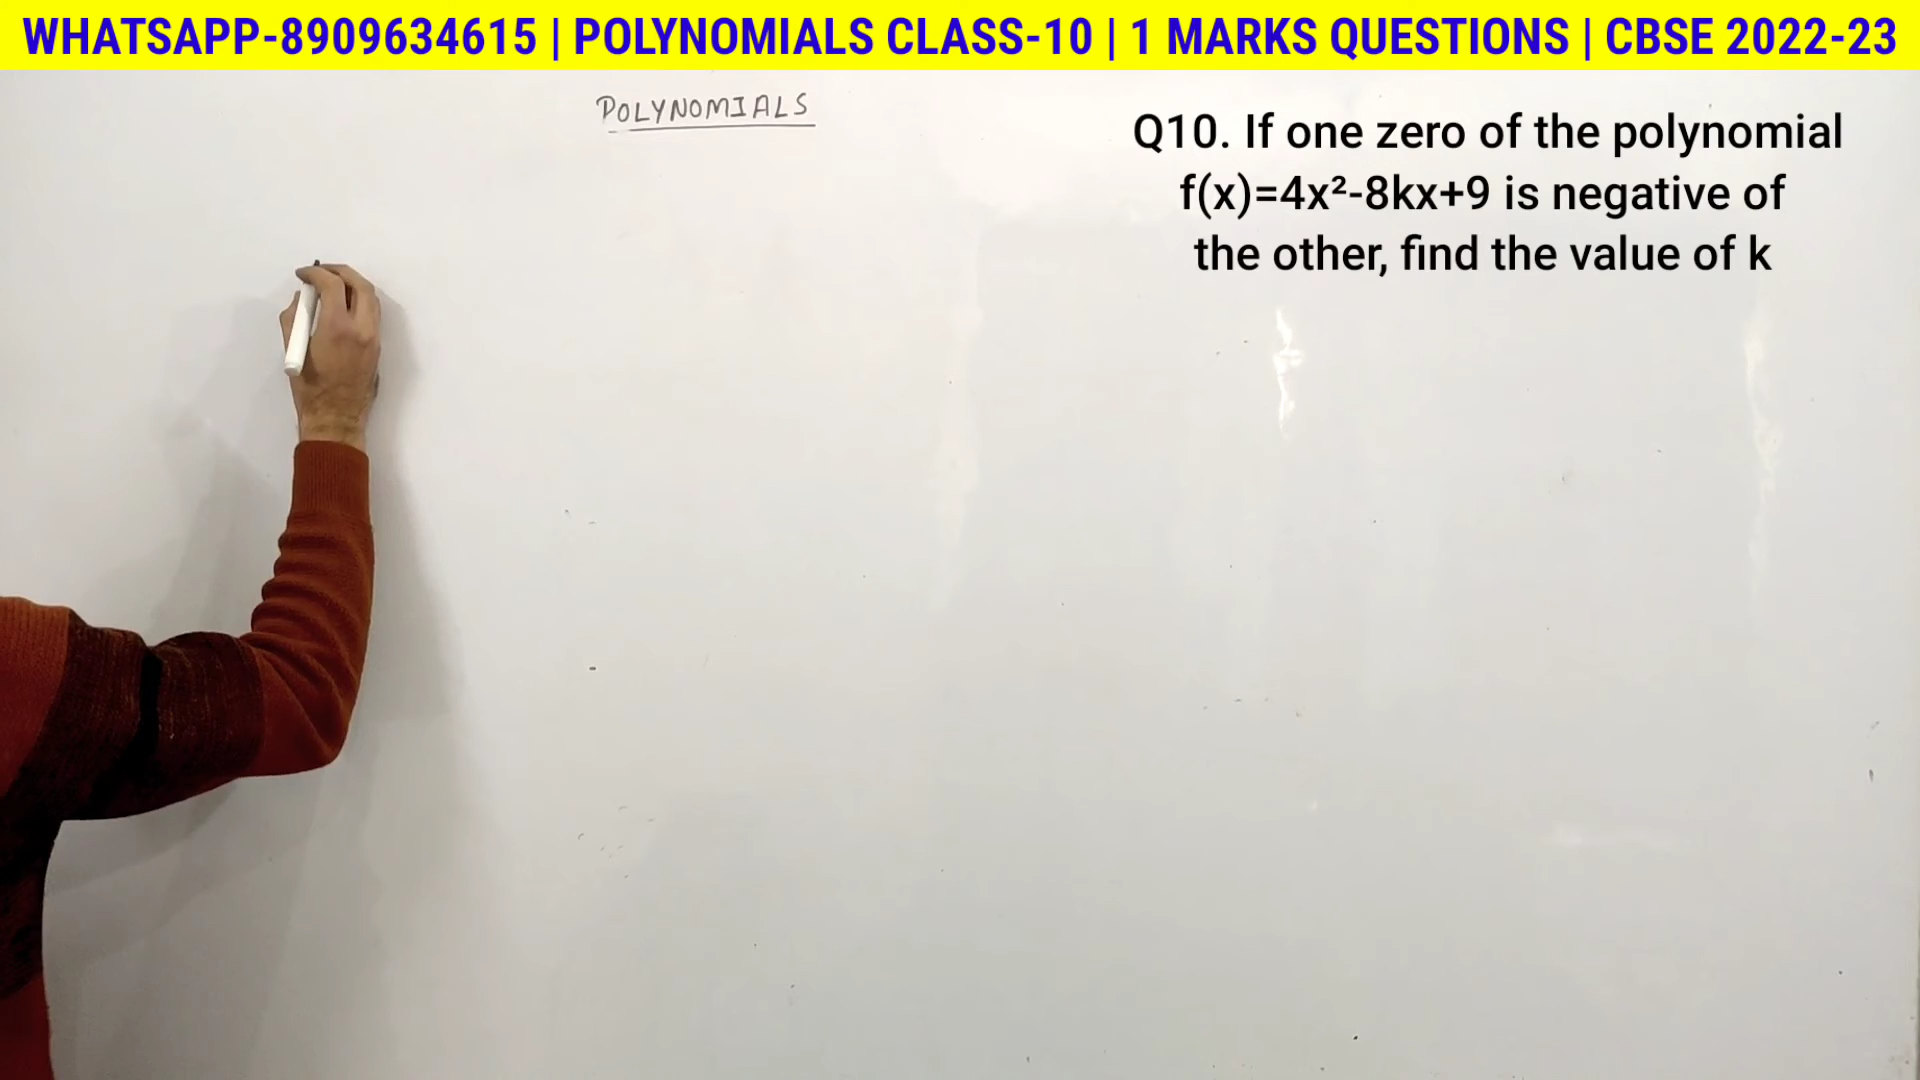 WHATSAPP-8909634615 | POLYNOMIALS CLASS-10 | 1 MARKS QUESTIONS | CBSE 2022-23
POLYNOMIALS
Q10. If one zero of the polynomial
f(x)=4x²-8kx+9 is negative of
the other, find the value of k